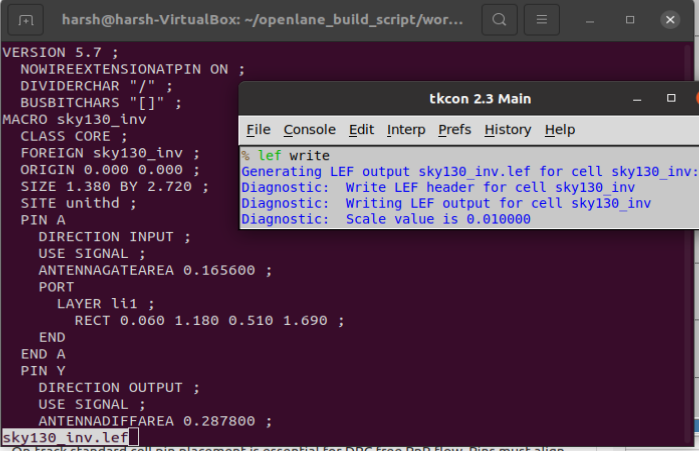 harsh@harsh-VirtualBox: ~/openlane_build_script/wor...
VERSION 5.7 ;
NOWIREEXTENSIONATPIN ON ;
DIVIDERCHAR "/" ;
BUSBITCHARS "[]" ;
MACRO sky130_inv
CLASS CORE ;
FOREIGN sky130_inv ;
ORIGIN 0.000 0.000 ;
SIZE 1.380 BY 2.720 ;
SITE unithd ;
PIN A
DIRECTION INPUT ;
USE SIGNAL ;
ANTENNAGATEAREA 0.165600 ;
PORT
LAYER li1 ;
RECT 0.060 1.180 0.510 1.690 ;
END
END A
PIN Y
DIRECTION OUTPUT ;
USE SIGNAL ;
ANTENNADIFFAREA 0.287800 ;
sky130_inv.lef
tkcon 2.3 Main
File Console Edit Interp Prefs History Help
% lef write
Generating LEF output sky130_inv.lef for cell sky130_inv:
Diagnostic: Write LEF header for cell sky130_inv
Diagnostic: Writing LEF output for cell sky130_inv
Diagnostic: Scale value is 0.010000